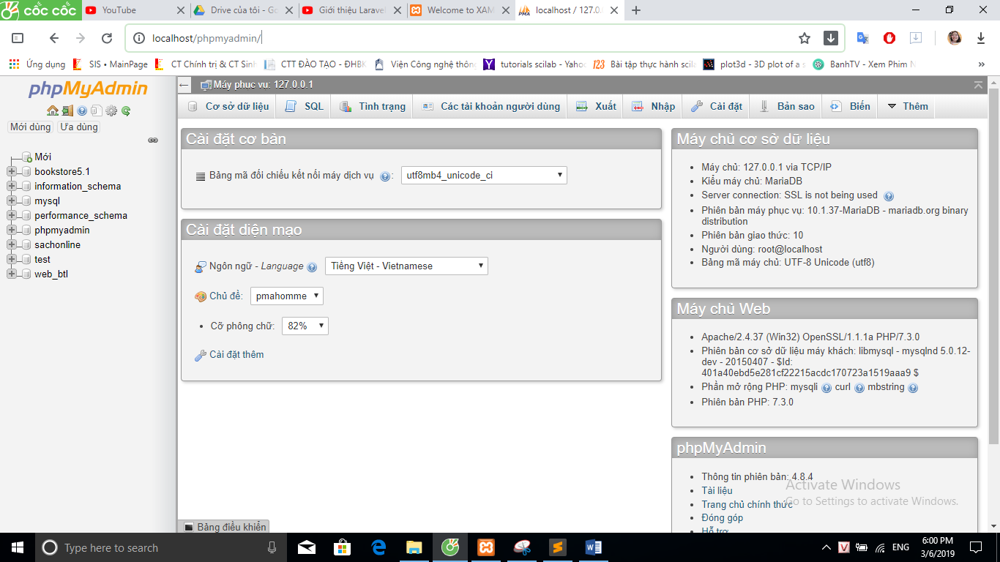 cốc cốc
YouTube
Drive của tôi - Go
Giới thiệu Larave
Welcome to XAM
localhost / 127.0.
localhost/phpmyadmin/
Ứng dụng
SIS • MainPage
CT Chính trị & CT Sinh
CTT ĐÀO TẠO - ĐHBK
Viện Công nghệ thôn
tutorials scilab - Yahoo
123
Bài tập thực hành scila
plot3d - 3D plot of a s
BanhTV - Xem Phim N
phpMyAdmin
Mới dùng
Ưa dùng
Mới
bookstore5.1
information_schema
mysql
performance_schema
phpmyadmin
sachonline
test
web_btl
Máy phục vụ: 127.0.0.1
Cơ sở dữ liệu
SQL
Tình trạng
Các tài khoản người dùng
Xuất
Nhập
Cài đặt
Bản sao
Biến
Thêm
Cài đặt cơ bản
Bảng mã đối chiếu kết nối máy dịch vụ :
utf8mb4_unicode_ci
Cài đặt diện mạo
Ngôn ngữ - Language
Tiếng Việt - Vietnamese
Chủ đề:
pmahomme
Cỡ phông chữ:
82%
Cài đặt thêm
Bảng điều khiển
Máy chủ cơ sở dữ liệu
Máy chủ: 127.0.0.1 via TCP/IP
Kiểu máy chủ: MariaDB
Server connection: SSL is not being used
Phiên bản máy phục vụ: 10.1.37-MariaDB - mariadb.org binary
distribution
Phiên bản giao thức: 10
Người dùng: root@localhost
Bảng mã máy chủ: UTF-8 Unicode (utf8)
Máy chủ Web
Apache/2.4.37 (Win32) OpenSSL/1.1.1a PHP/7.3.0
Phiên bản cơ sở dữ liệu máy khách: libmysql - mysqlnd 5.0.12-
dev - 20150407 - $Id:
401a40ebd5e281cf22215acdc170723a1519aaa9 $
Phần mở rộng PHP: mysqli curl mbstring
Phiên bản PHP: 7.3.0
phpMyAdmin
Thông tin phiên bản: 4.8.4
Tài liệu
Trang chủ chính thức
Đóng góp
Hỗ trợ
Activate Windows
Go to Settings to activate Windows.
Type here to search
ENG
6:00 PM
3/6/2019